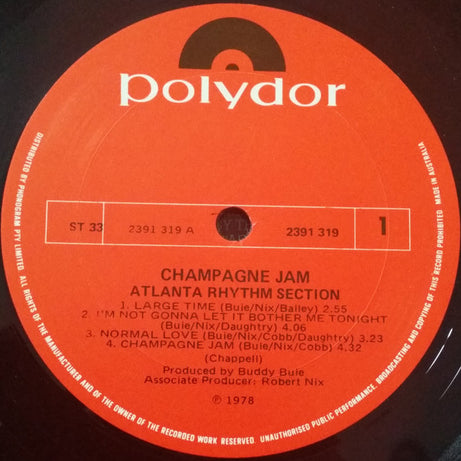 polydor
ST 33
2391 319 A
2391 319
1
CHAMPAGNE JAM
ATLANTA RHYTHM SECTION
1. LARGE TIME (Buie/Nix/Bailey) 2.55
2. I'M NOT GONNA LET IT BOTHER ME TONIGHT
(Buie/Nix/Daughtry) 4.06
3. NORMAL LOVE (Buie/Nix/Cobb/Daughtry) 3.23
4. CHAMPAGNE JAM (Buie/Nix/Cobb) 4.32
(Chappell)
Produced by Buddy Buie
Associate Producer: Robert Nix
℗ 1978
DISTRIBUTED BY PHONOGRAM PTY LIMITED. ALL RIGHTS OF THE MANUFACTURER AND OF THE OWNER OF THE RECORDED WORK RESERVED. UNAUTHORISED PUBLIC PERFORMANCE, BROADCASTING AND COPYING OF THIS RECORD PROHIBITED MADE IN AUSTRALIA.